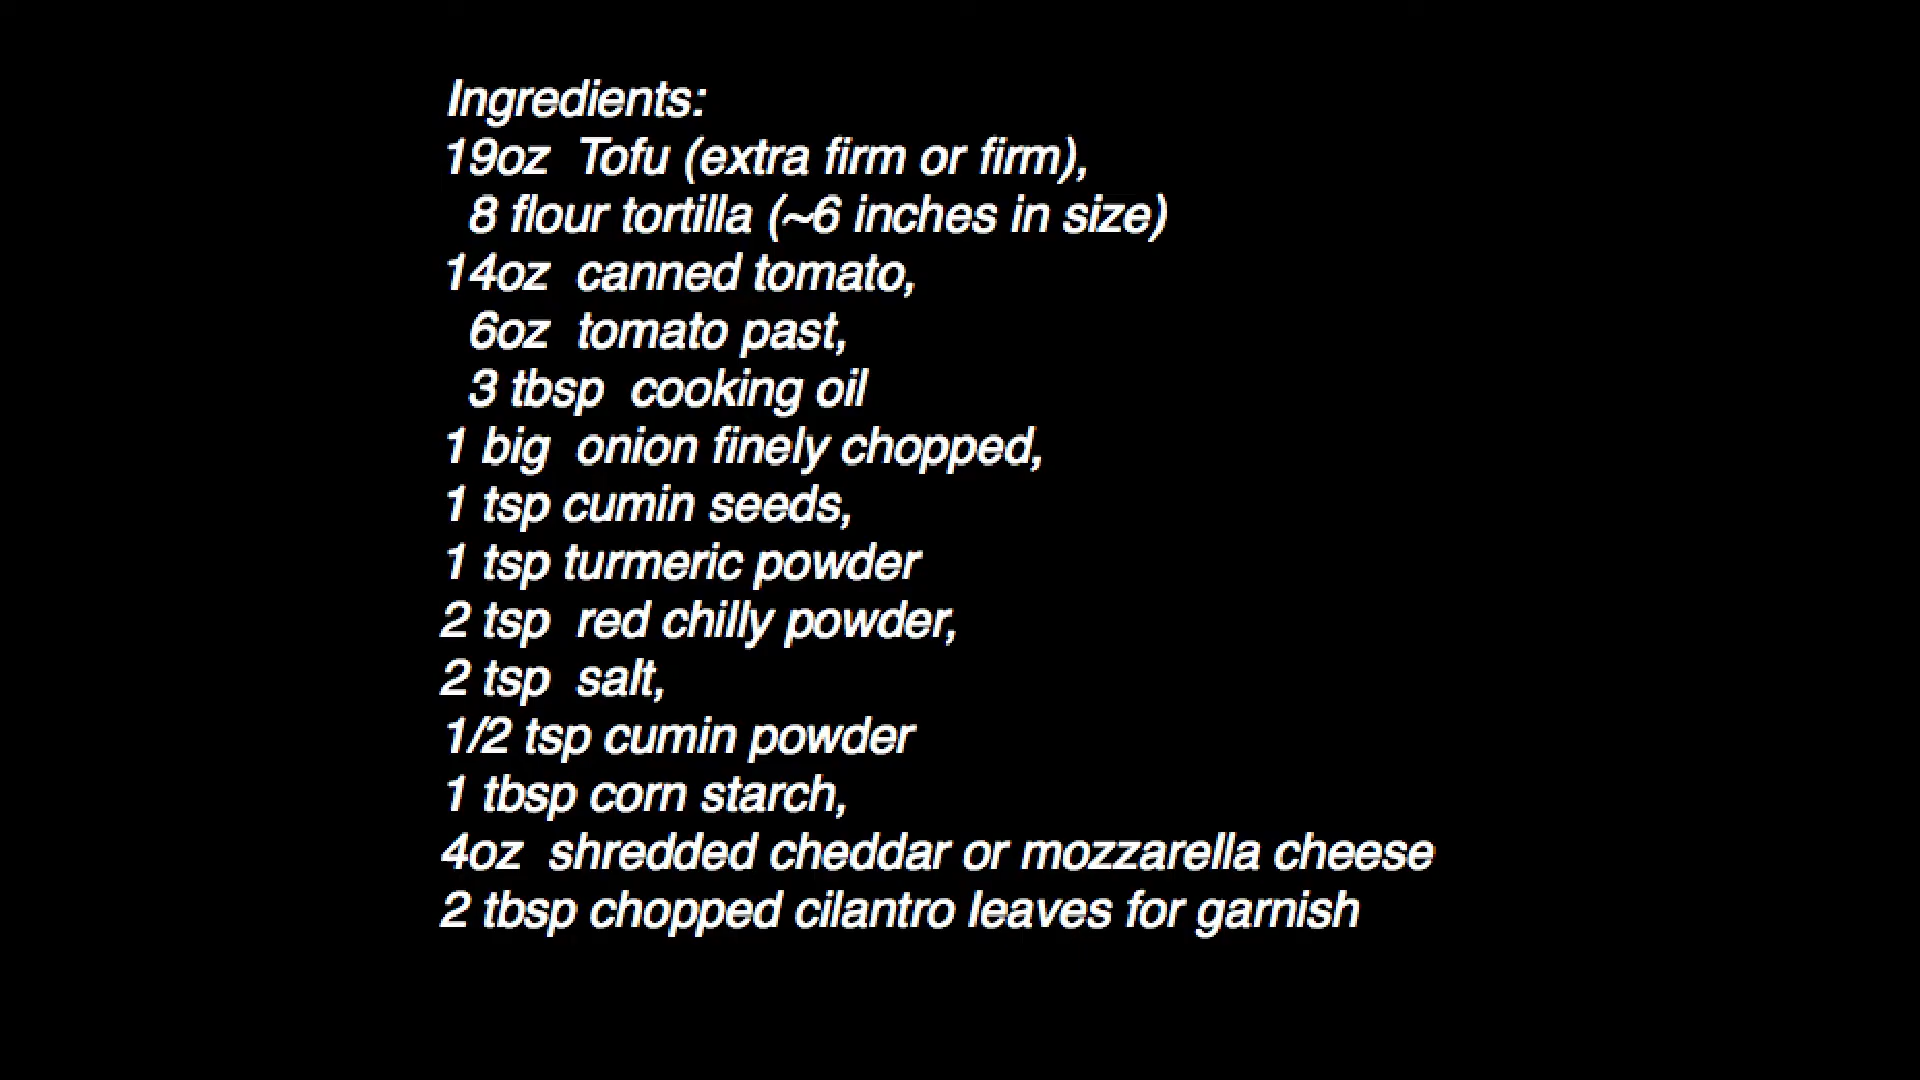 Ingredients:
19oz Tofu (extra firm or firm),
8 flour tortilla (~6 inches in size)
14oz canned tomato,
6oz tomato past,
3 tbsp cooking oil
1 big onion finely chopped,
1 tsp cumin seeds,
1 tsp turmeric powder
2 tsp red chilly powder,
2 tsp salt,
1/2 tsp cumin powder
1 tbsp corn starch,
4oz shredded cheddar or mozzarella cheese
2 tbsp chopped cilantro leaves for garnish